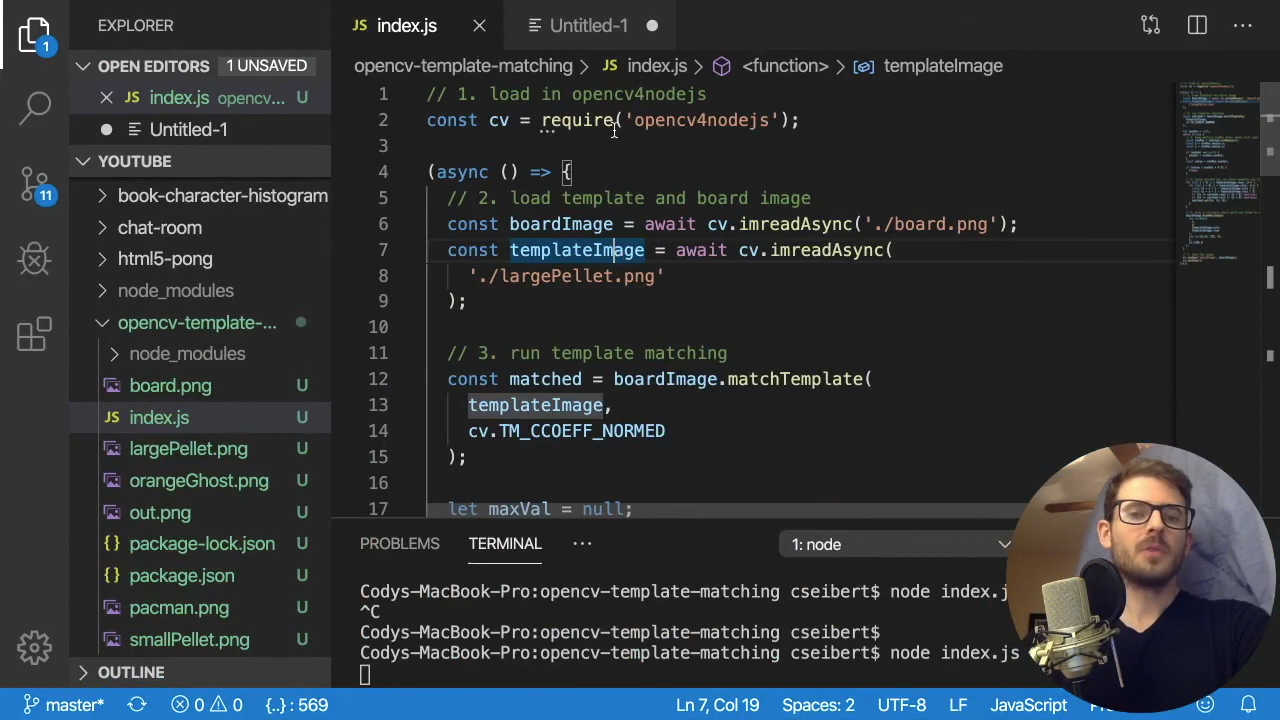 EXPLORER
JS index.js
Untitled-1
OPEN EDITORS 1 UNSAVED
opencv-template-matching > JS index.js > <function> > templateImage
JS index.js opencv... U
Untitled-1
YOUTUBE
book-character-histogram
chat-room
html5-pong
node_modules
opencv-template-...
node_modules
board.png U
JS index.js U
largePellet.png U
orangeGhost.png U
out.png U
{} package-lock.json U
{} package.json U
pacman.png U
smallPellet.png U
OUTLINE
1
11
1 // 1. load in opencv4nodejs
2 const cv = require('opencv4nodejs');
3
4 (async () => {
5 // 2. load template and board image
6 const boardImage = await cv.imreadAsync('./board.png');
7 const templateImage = await cv.imreadAsync(
8 './largePellet.png'
9 );
10
11 // 3. run template matching
12 const matched = boardImage.matchTemplate(
13 templateImage,
14 cv.TM_CCOEFF_NORMED
15 );
16
17 let maxVal = null;
PROBLEMS TERMINAL ... 1: node
Codys-MacBook-Pro:opencv-template-matching cseibert$ node index.j
^C
Codys-MacBook-Pro:opencv-template-matching cseibert$
Codys-MacBook-Pro:opencv-template-matching cseibert$ node index.js
master* 0 0 {..} : 569 Ln 7, Col 19 Spaces: 2 UTF-8 LF JavaScript